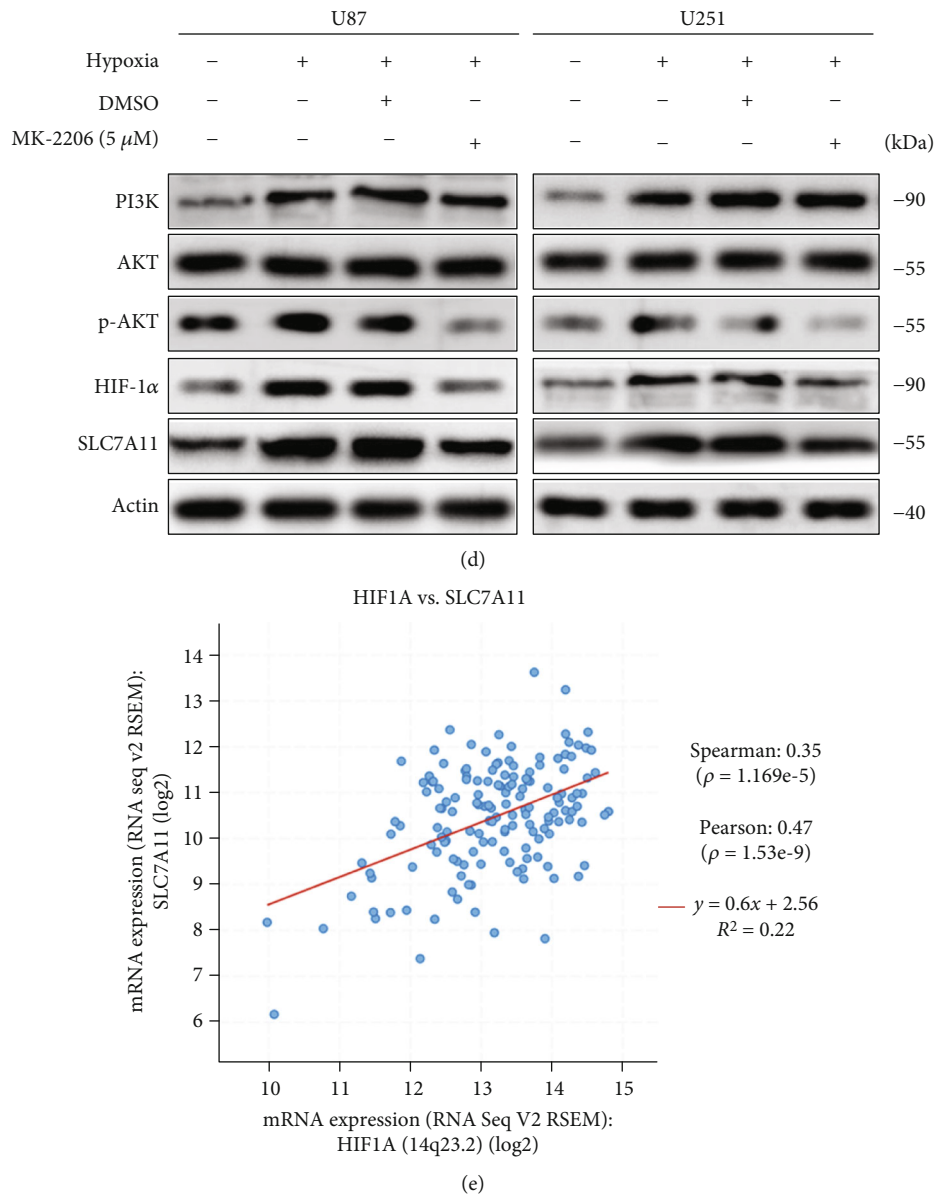 U87 U251
Hypoxia − + + + − + + +
DMSO − − + − − − + −
MK-2206 (5 μM) − − − + − − − + (kDa)
PI3K −90
AKT −55
p-AKT −55
HIF-1α −90
SLC7A11 −55
Actin −40
(d)
HIF1A vs. SLC7A11
mRNA expression (RNA seq v2 RSEM):
SLC7A11 (log2)
14
13
12
11
10
9
8
7
6
10 11 12 13 14 15
mRNA expression (RNA Seq V2 RSEM):
HIF1A (14q23.2) (log2)
Spearman: 0.35
(ρ = 1.169e-5)
Pearson: 0.47
(ρ = 1.53e-9)
y = 0.6x + 2.56
R² = 0.22
(e)